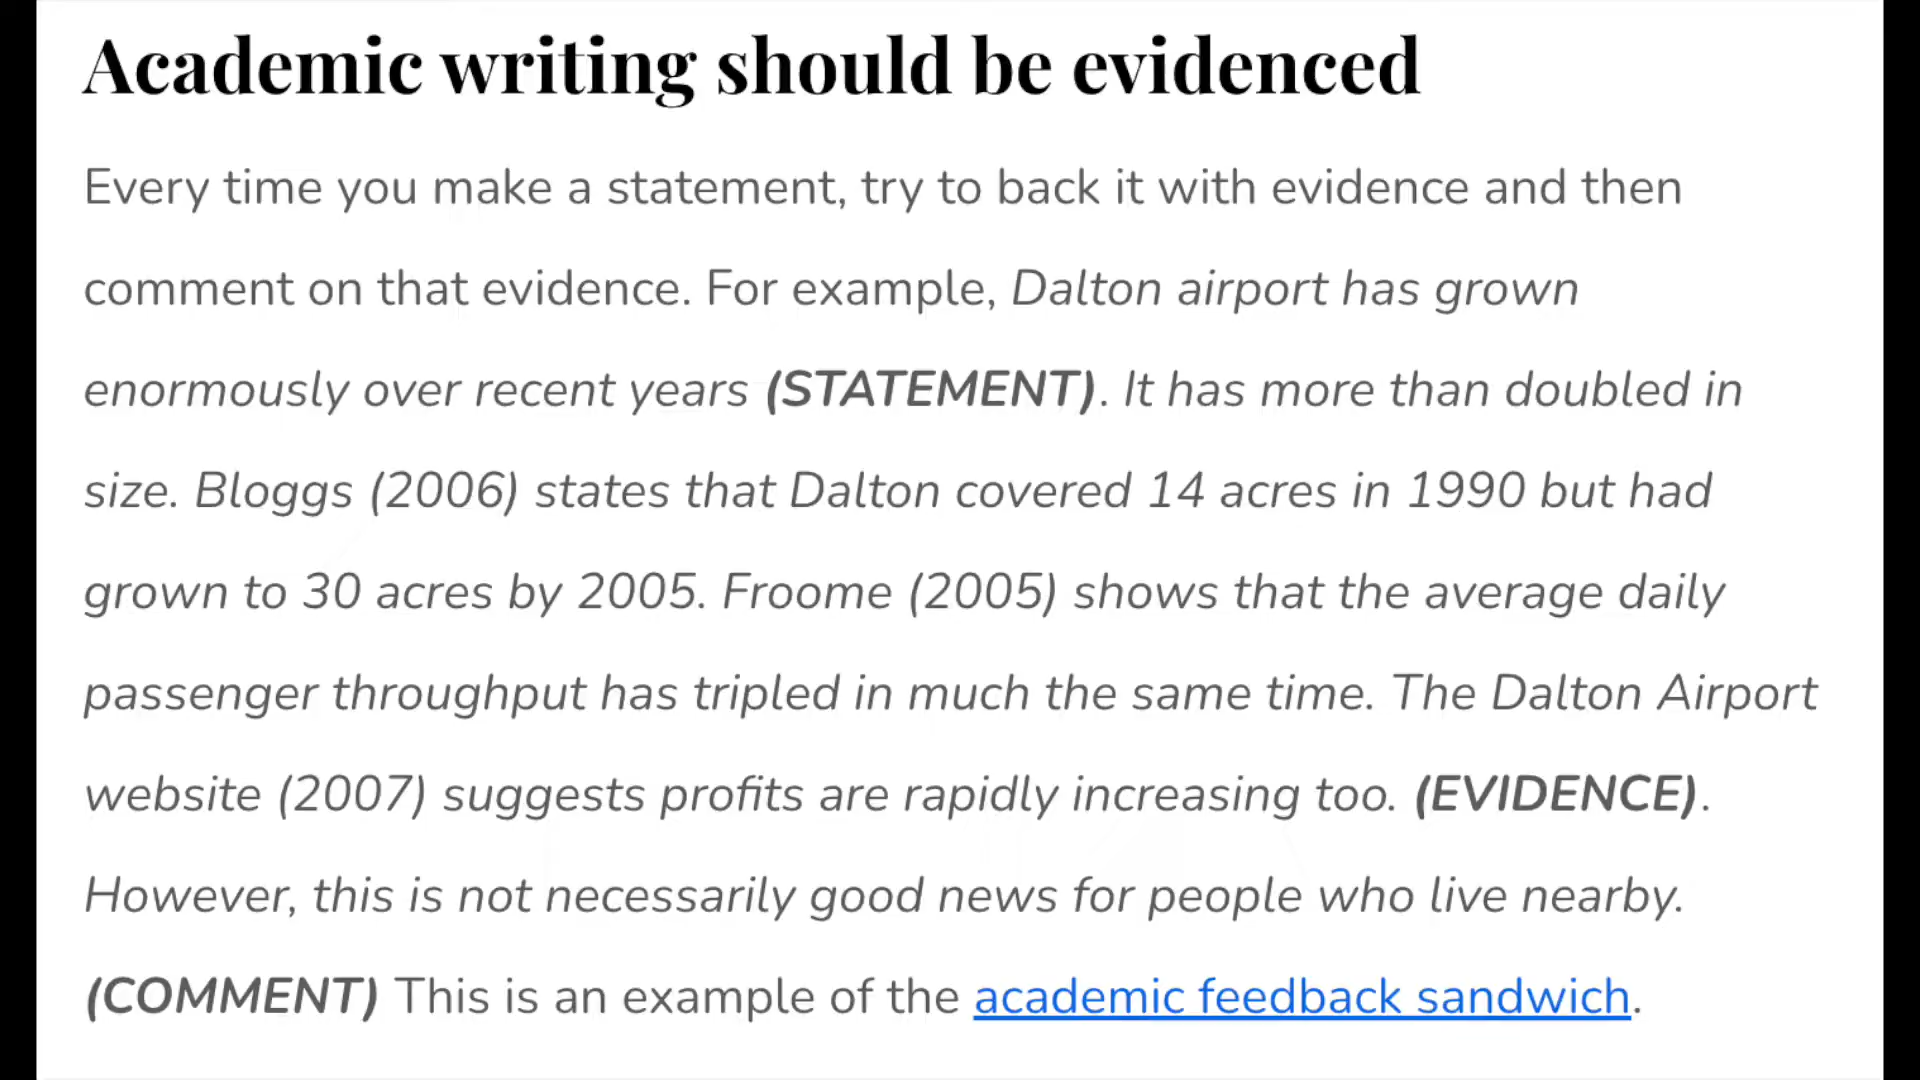 Academic writing should be evidenced
Every time you make a statement, try to back it with evidence and then
comment on that evidence. For example, Dalton airport has grown
enormously over recent years (STATEMENT). It has more than doubled in
size. Bloggs (2006) states that Dalton covered 14 acres in 1990 but had
grown to 30 acres by 2005. Froome (2005) shows that the average daily
passenger throughput has tripled in much the same time. The Dalton Airport
website (2007) suggests profits are rapidly increasing too. (EVIDENCE).
However, this is not necessarily good news for people who live nearby.
(COMMENT) This is an example of the academic feedback sandwich.